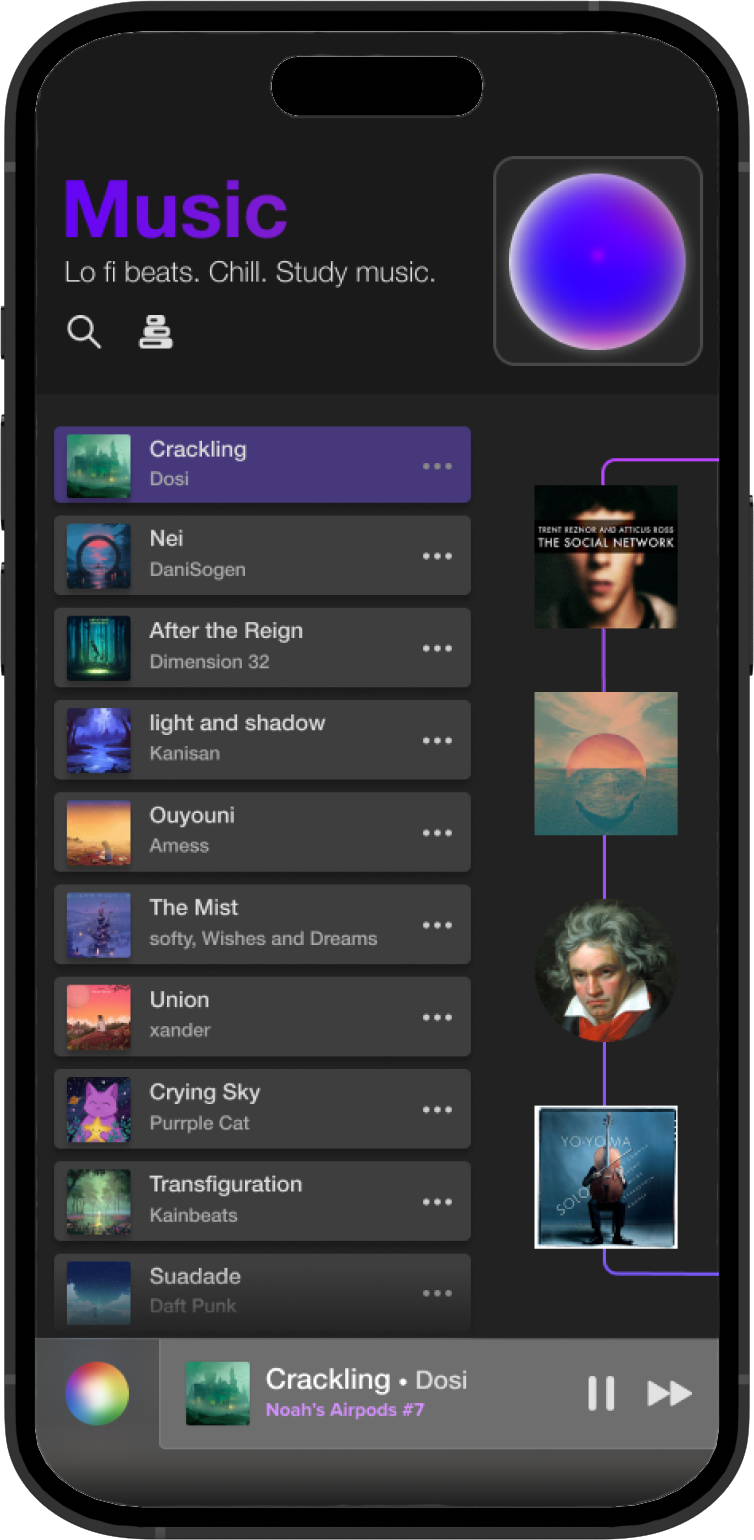 Music
Lo fi beats. Chill. Study music.
Crackling
Dosi
Nei
DaniSogen
After the Reign
Dimension 32
light and shadow
Kanisan
Ouyouni
Amess
The Mist
softy, Wishes and Dreams
Union
xander
Crying Sky
Purrple Cat
Transfiguration
Kainbeats
Suadade
Daft Punk
TRENT REZNOR AND ATTICUS ROSS
THE SOCIAL NETWORK
YO-YO MA
SOLO
Crackling • Dosi
Noah's Airpods #7